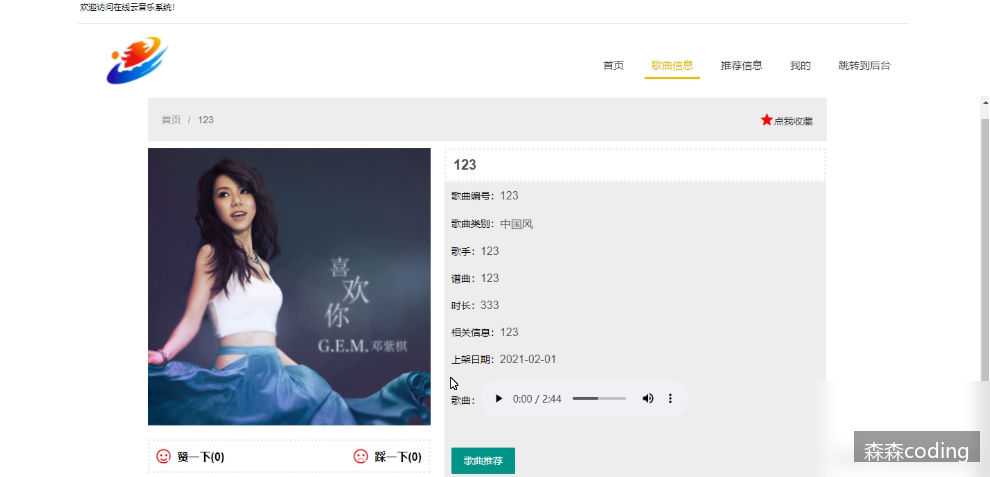 欢迎访问在线云音乐系统!
首页 歌曲信息 推荐信息 我的 跳转到后台
首页 / 123 点我收藏
123
歌曲编号：123
歌曲类别：中国风
歌手：123
谱曲：123
时长：333
相关信息：123
上架日期：2021-02-01
歌曲： 0:00 / 2:44
喜
欢
你
G.E.M.邓紫棋
赞一下(0) 踩一下(0)
歌曲推荐
森森coding